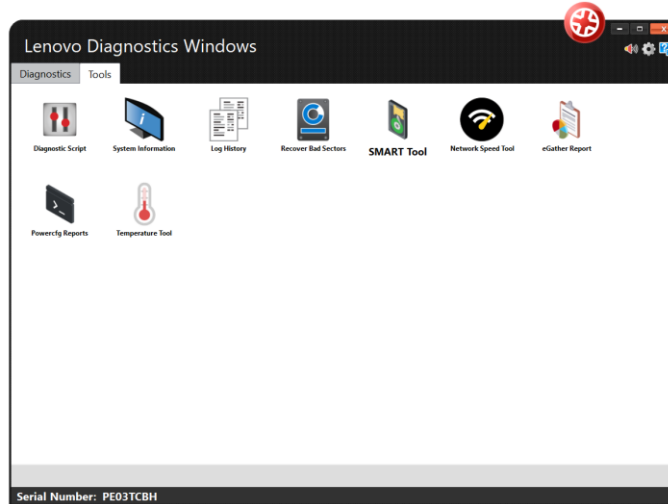 Lenovo Diagnostics Windows
Diagnostics Tools
Diagnostic Script System Information Log History Recover Bad Sectors SMART Tool Network Speed Tool eGather Report
Powercfg Reports Temperature Tool
Serial Number: PE03TCBH